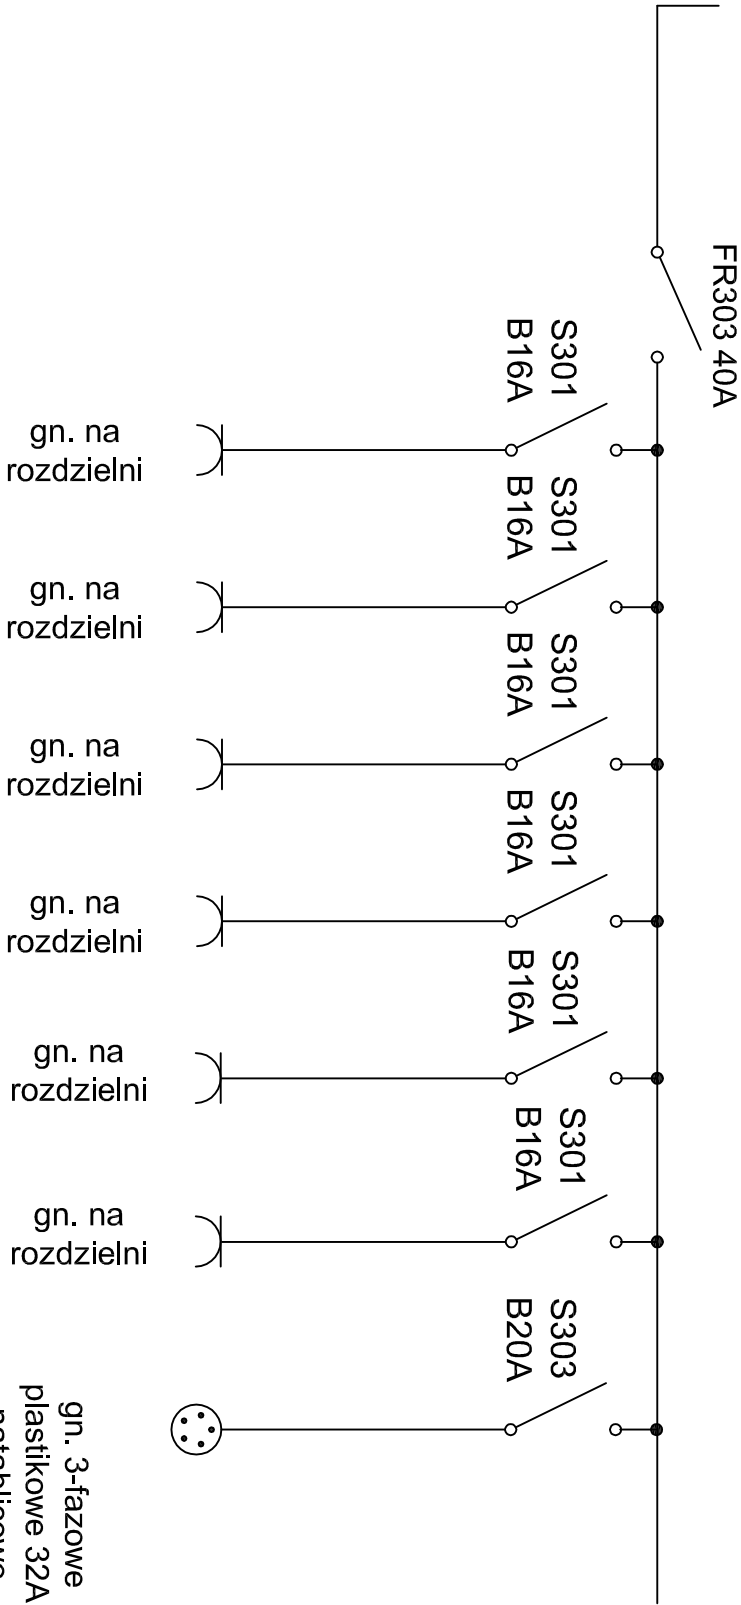 FR303 40A
S301
B16A
gn. na
rozdzielni
S301
B16A
gn. na
rozdzielni
S301
B16A
gn. na
rozdzielni
S301
B16A
gn. na
rozdzielni
S301
B16A
gn. na
rozdzielni
S301
B16A
gn. na
rozdzielni
S303
B20A
gn. 3-fazowe
plastikowe 32A